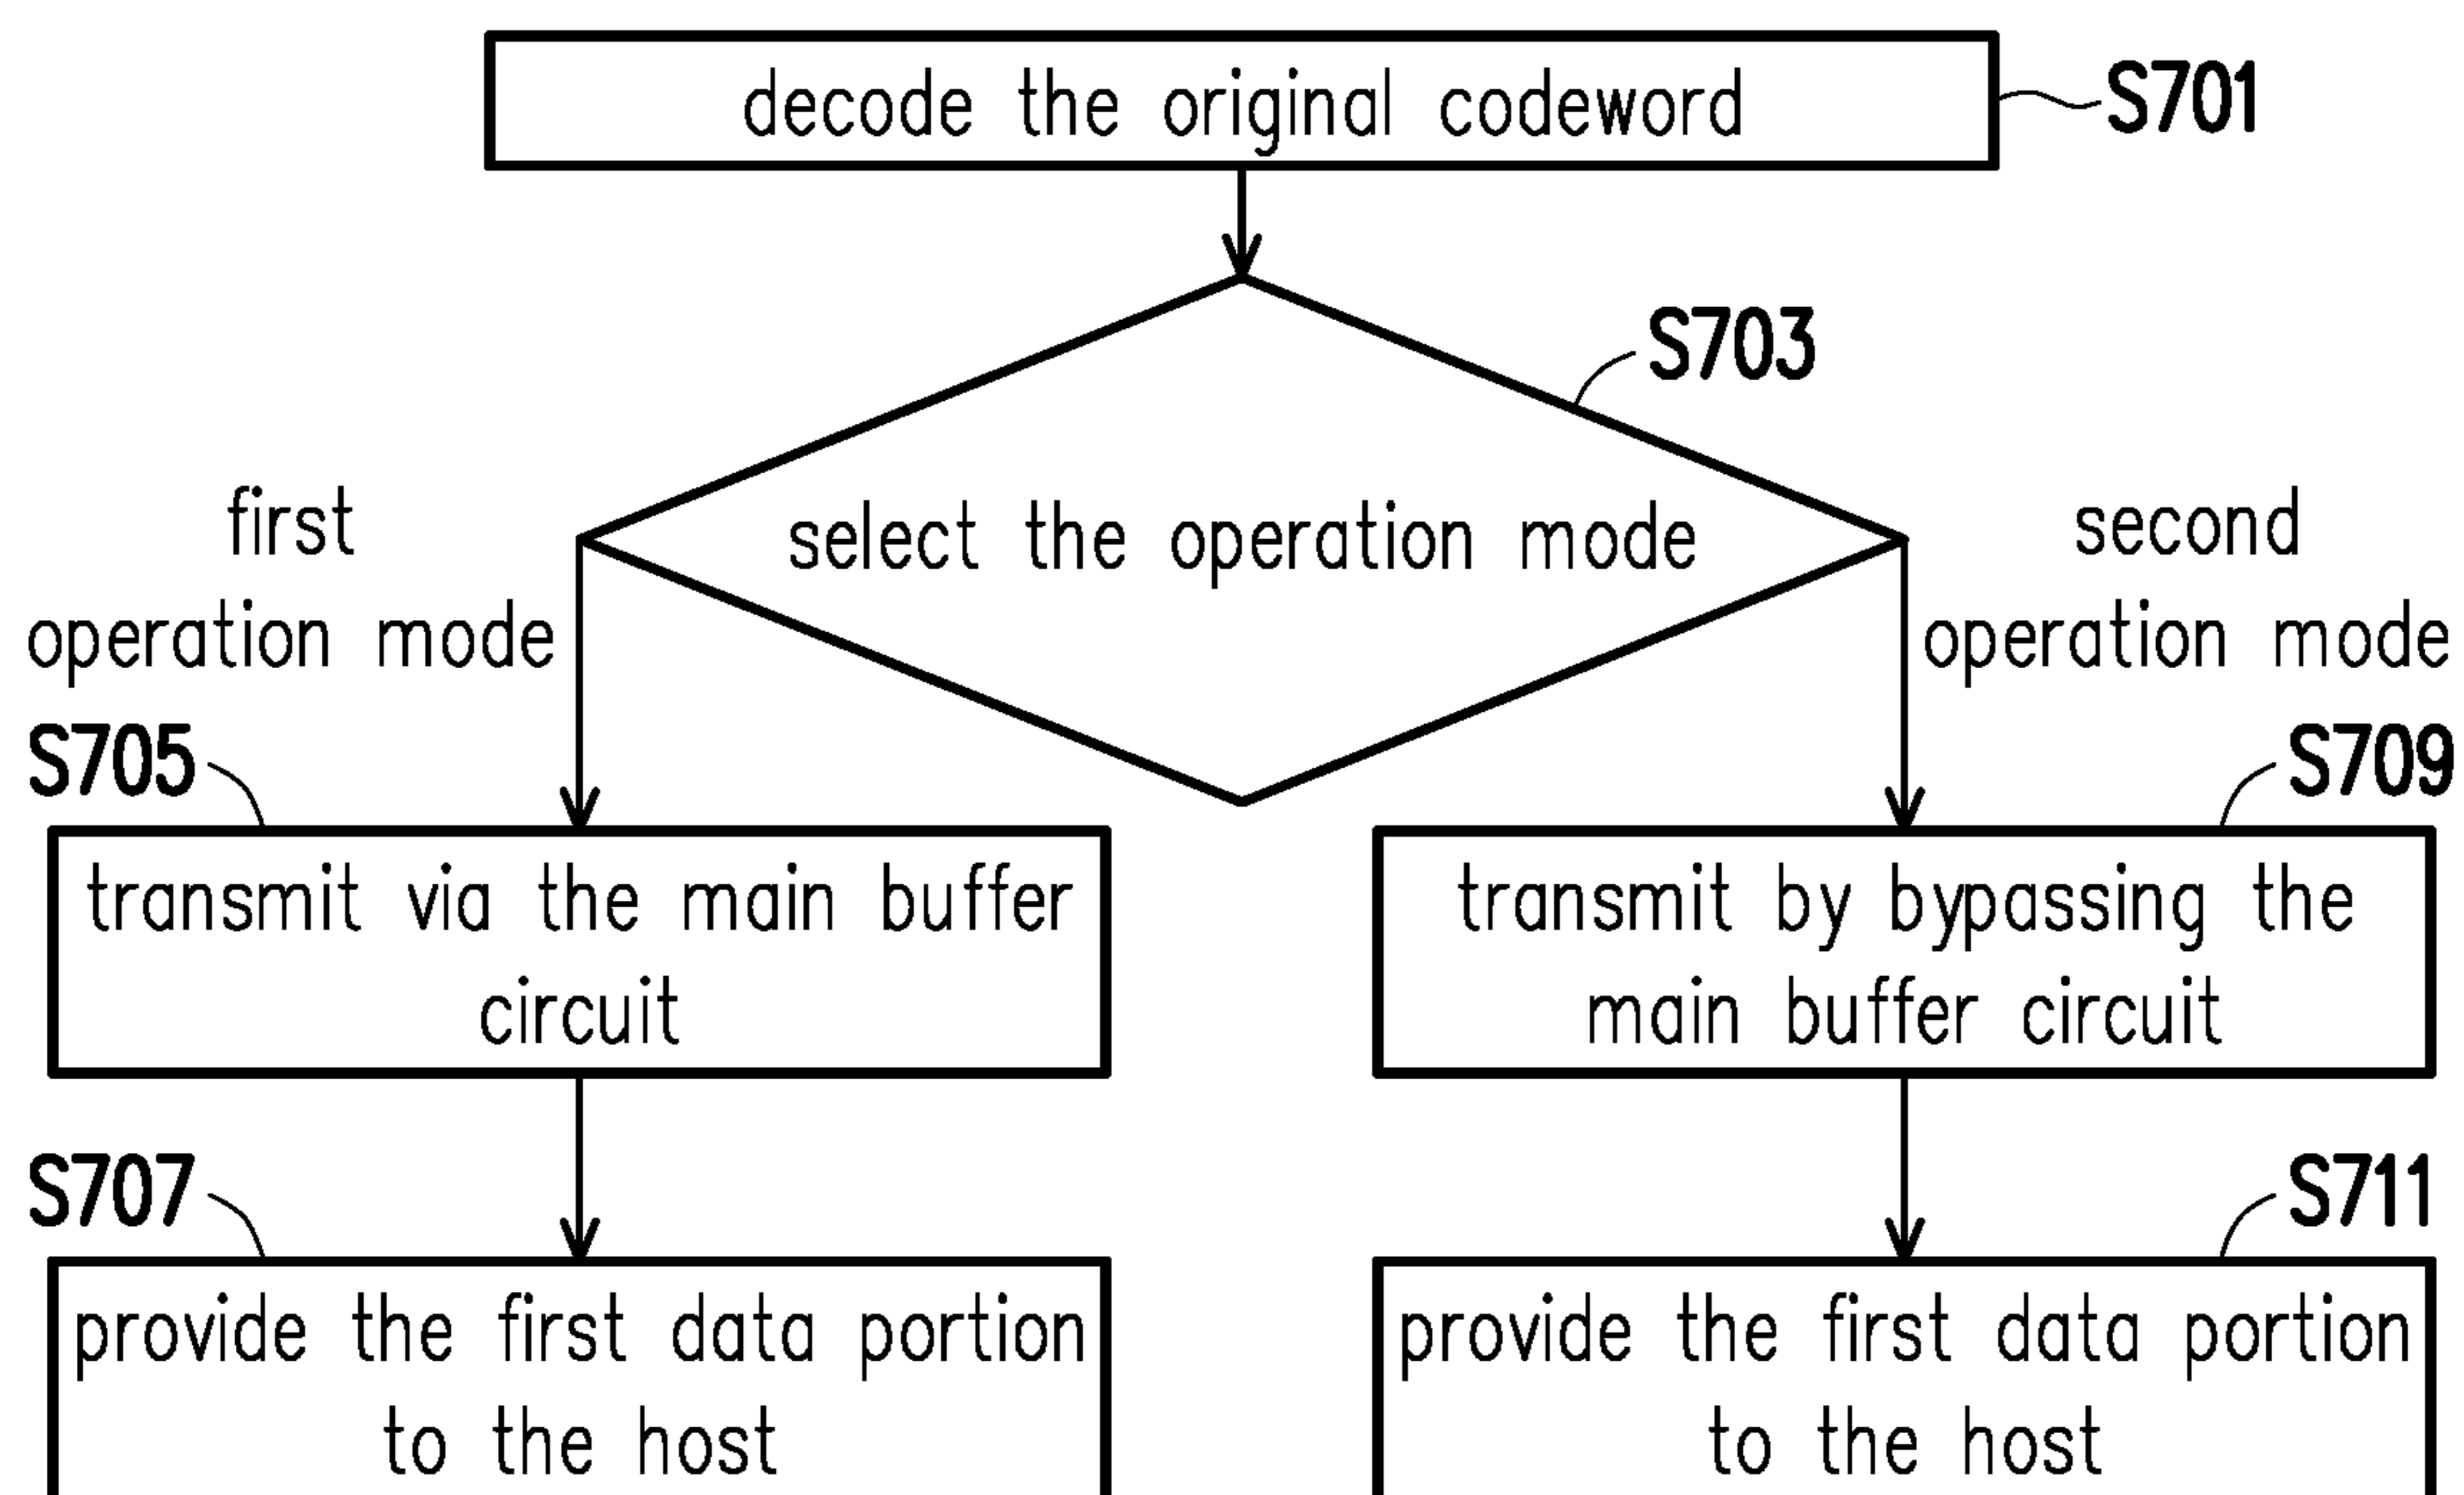 decode the original codeword
S701
S703
select the operation mode
first
operation mode
second
operation mode
S705
transmit via the main buffer
circuit
S709
transmit by bypassing the
main buffer circuit
S707
provide the first data portion
to the host
S711
provide the first data portion
to the host